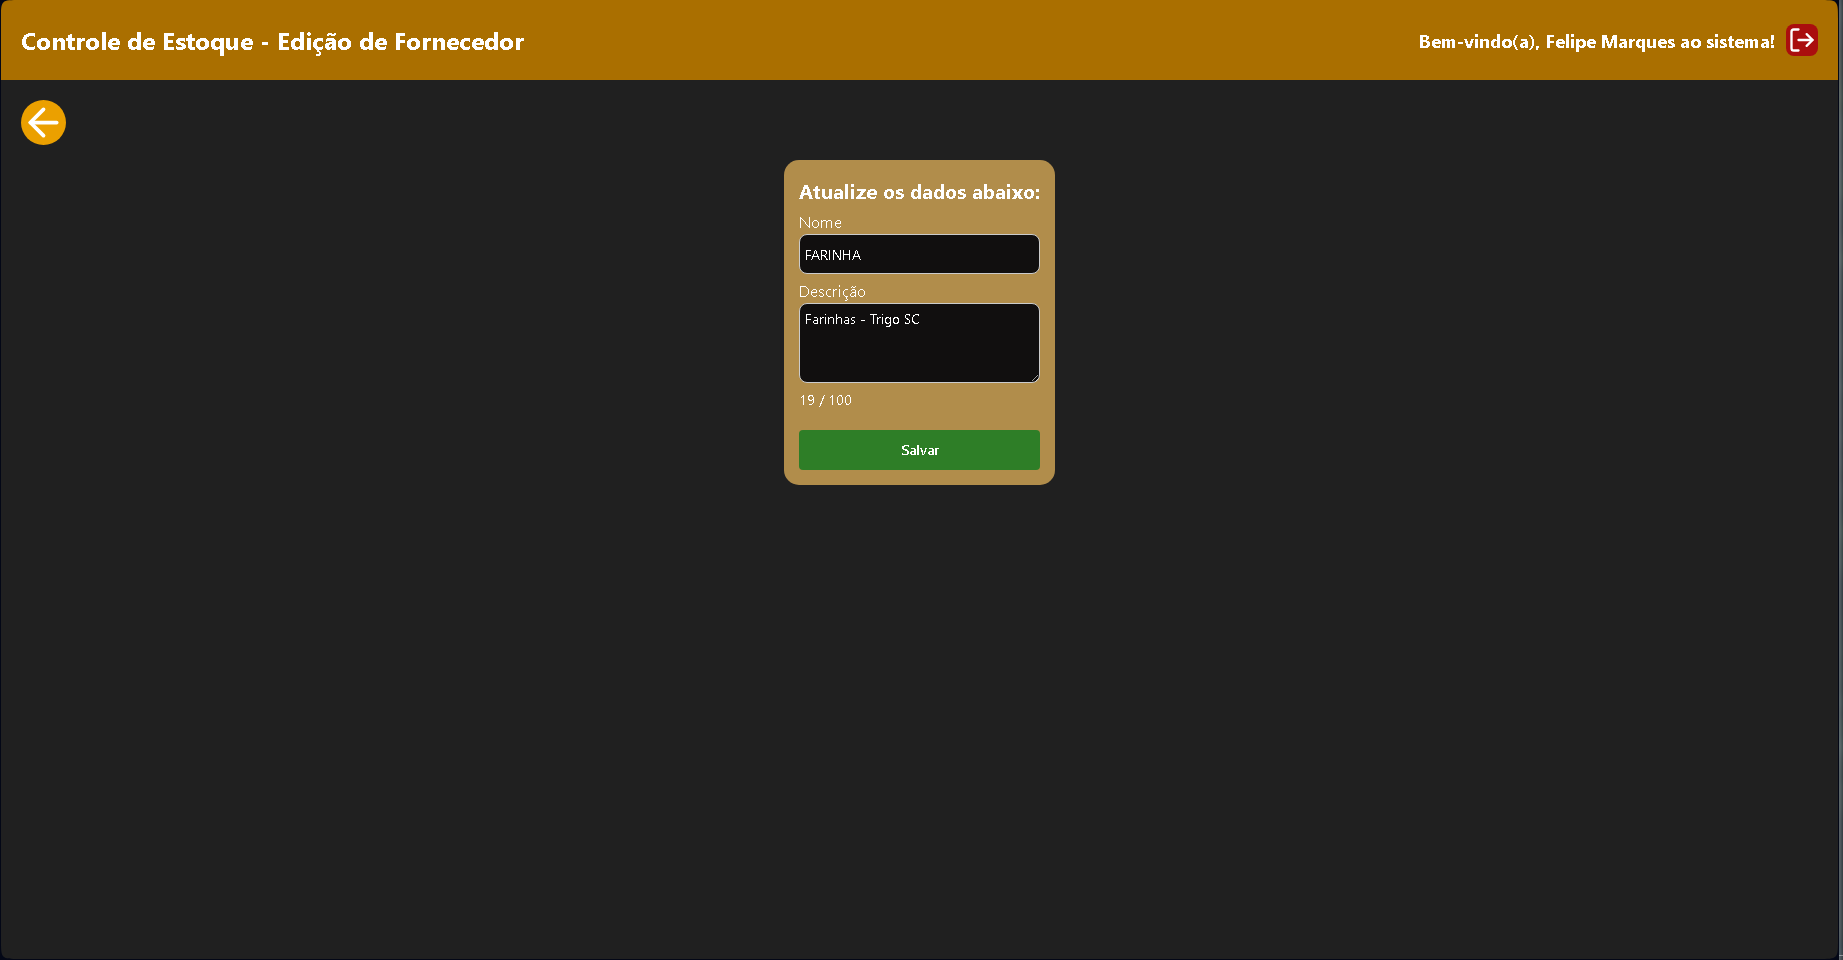 Controle de Estoque - Edição de Fornecedor
Bem-vindo(a), Felipe Marques ao sistema!
Atualize os dados abaixo:
Nome
FARINHA
Descrição
Farinhas - Trigo SC
19 / 100
Salvar